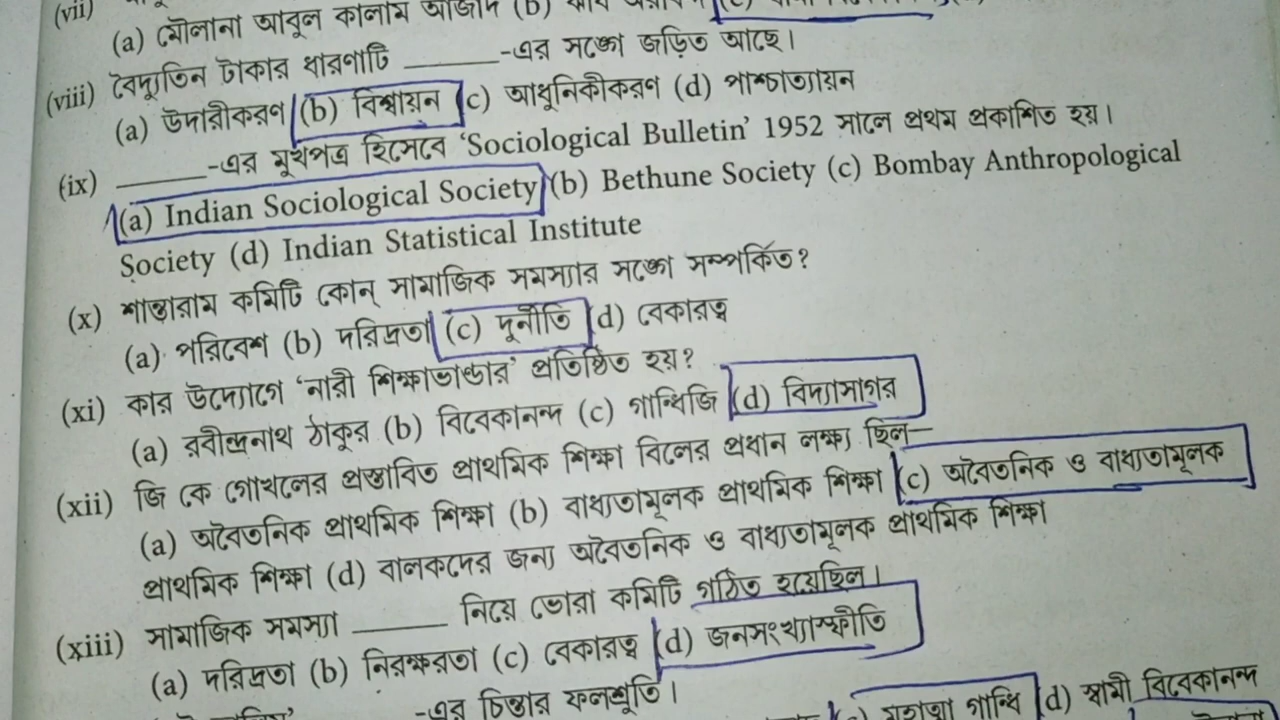 (vii)
(a) মৌলানা আবুল কালাম আজাদ (b)
(viii) বৈদ্যুতিন টাকার ধারণাটি ______-এর সঙ্গে জড়িত আছে।
(a) উদারীকরণ (b) বিশ্বায়ন (c) আধুনিকীকরণ (d) পাশ্চাত্যায়ন
(ix) ______-এর মুখপত্র হিসেবে ‘Sociological Bulletin’ 1952 সালে প্রথম প্রকাশিত হয়।
(a) Indian Sociological Society (b) Bethune Society (c) Bombay Anthropological
Society (d) Indian Statistical Institute
(x) শান্তারাম কমিটি কোন্ সামাজিক সমস্যার সঙ্গে সম্পর্কিত?
(a) পরিবেশ (b) দরিদ্রতা (c) দুর্নীতি (d) বেকারত্ব
(xi) কার উদ্যোগে ‘নারী শিক্ষাভাণ্ডার’ প্রতিষ্ঠিত হয়?
(a) রবীন্দ্রনাথ ঠাকুর (b) বিবেকানন্দ (c) গান্ধিজি (d) বিদ্যাসাগর
(xii) জি কে গোখলের প্রস্তাবিত প্রাথমিক শিক্ষা বিলের প্রধান লক্ষ্য ছিল—
(a) অবৈতনিক প্রাথমিক শিক্ষা (b) বাধ্যতামূলক প্রাথমিক শিক্ষা (c) অবৈতনিক ও বাধ্যতামূলক
প্রাথমিক শিক্ষা (d) বালকদের জন্য অবৈতনিক ও বাধ্যতামূলক প্রাথমিক শিক্ষা
(xiii) সামাজিক সমস্যা ______ নিয়ে ভোরা কমিটি গঠিত হয়েছিল।
(a) দরিদ্রতা (b) নিরক্ষরতা (c) বেকারত্ব (d) জনসংখ্যাস্ফীতি
-এর চিন্তার ফলশ্রুতি।
মহাত্মা গান্ধি (d) স্বামী বিবেকানন্দ